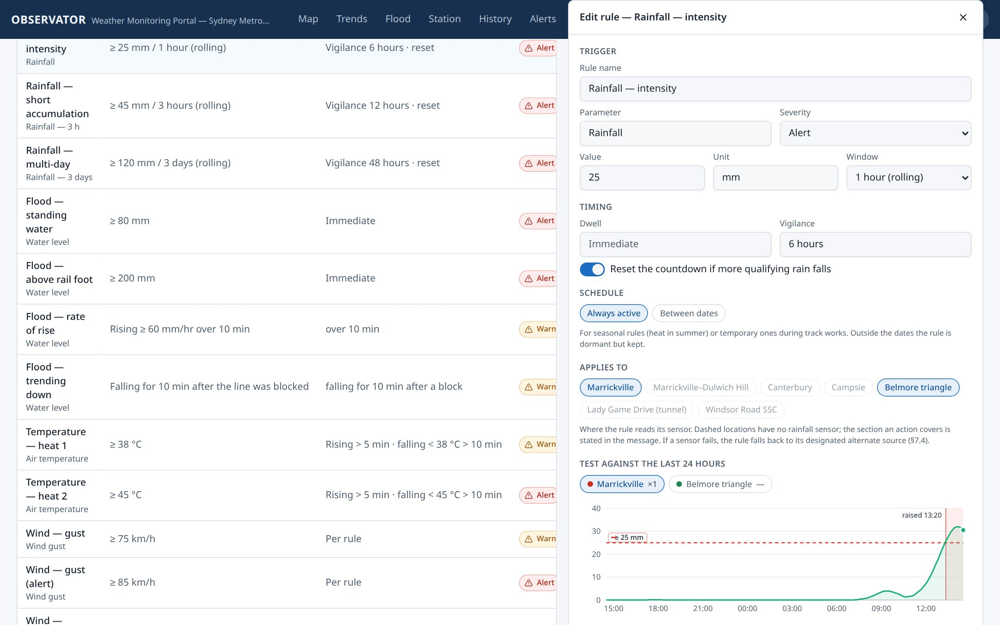 OBSERVATOR Weather Monitoring Portal — Sydney Metro...
Map Trends Flood Station History Alerts
intensity
Rainfall
≥ 25 mm / 1 hour (rolling)
Vigilance 6 hours · reset
Alert
Rainfall —
short
accumulation
Rainfall — 3 h
≥ 45 mm / 3 hours (rolling)
Vigilance 12 hours · reset
Alert
Rainfall —
multi-day
Rainfall — 3 days
≥ 120 mm / 3 days (rolling)
Vigilance 48 hours · reset
Alert
Flood —
standing
water
Water level
≥ 80 mm
Immediate
Alert
Flood —
above rail foot
Water level
≥ 200 mm
Immediate
Alert
Flood — rate
of rise
Water level
Rising ≥ 60 mm/hr over 10 min
over 10 min
Warn
Flood —
trending
down
Water level
Falling for 10 min after the line was blocked
falling for 10 min after a block
Warn
Temperature
— heat 1
Air temperature
≥ 38 °C
Rising > 5 min · falling < 38 °C > 10 min
Warn
Temperature
— heat 2
Air temperature
≥ 45 °C
Rising > 5 min · falling < 45 °C > 10 min
Alert
Wind — gust
Wind gust
≥ 75 km/h
Per rule
Warn
Wind — gust
(alert)
Wind gust
≥ 85 km/h
Per rule
Alert
Wind —
Edit rule — Rainfall — intensity
TRIGGER
Rule name
Rainfall — intensity
Parameter Severity
Rainfall Alert
Value Unit Window
25 mm 1 hour (rolling)
TIMING
Dwell Vigilance
Immediate 6 hours
Reset the countdown if more qualifying rain falls
SCHEDULE
Always active Between dates
For seasonal rules (heat in summer) or temporary ones during track works. Outside the dates the rule is
dormant but kept.
APPLIES TO
Marrickville Marrickville–Dulwich Hill Canterbury Campsie Belmore triangle
Lady Game Drive (tunnel) Windsor Road SSC
Where the rule reads its sensor. Dashed locations have no rainfall sensor; the section an action covers is
stated in the message. If a sensor fails, the rule falls back to its designated alternate source (§7.4).
TEST AGAINST THE LAST 24 HOURS
Marrickville ×1 Belmore triangle —
40
raised 13:20
30
≥ 25 mm
20
10
0
15:00 18:00 21:00 00:00 03:00 06:00 09:00 12:00